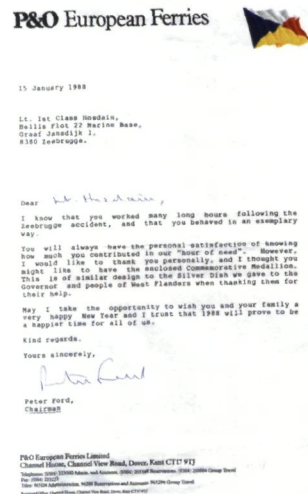 P&O European Ferries
15 January 1988
Lt. 1st Class Hosdain,
Bellis Flot 22 Marine Base,
Graaf Jansdijk 1,
8380 Zeebrugge.
Dear Lt. Hosdain,
I know that you worked many long hours following the
Zeebrugge accident, and that you behaved in an exemplary
way.
You will always have the personal satisfaction of knowing
how much you contributed in our "hour of need". However,
I would like to thank you personally, and I thought you
might like to have the enclosed Commemorative Medallion.
This is of similar design to the Silver Dish we gave to the
Governor and people of West Flanders when thanking them for
their help.
May I take the opportunity to wish you and your family a
very happy New Year and I trust that 1988 will prove to be
a happier time for all of us.
Kind regards.
Yours sincerely,
Peter Ford
Peter Ford,
Chairman
P&O European Ferries Limited
Channel House, Channel View Road, Dover, Kent CT17 9TJ